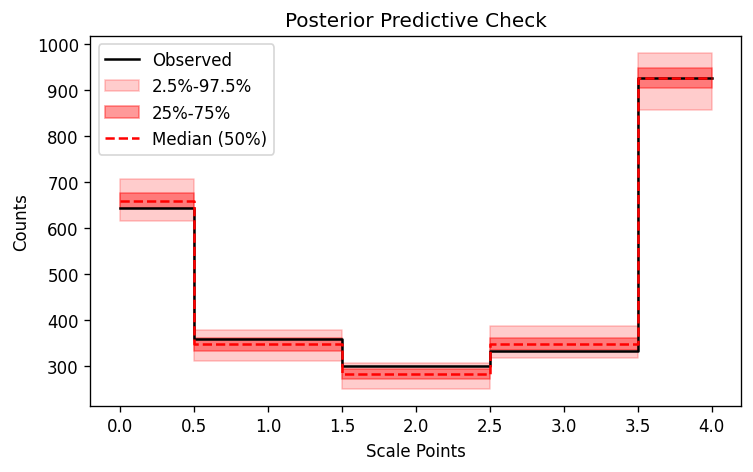 Posterior Predictive Check
Observed
2.5%-97.5%
25%-75%
Median (50%)
1000
900
800
700
600
500
400
300
Counts
0.0 0.5 1.0 1.5 2.0 2.5 3.0 3.5 4.0
Scale Points